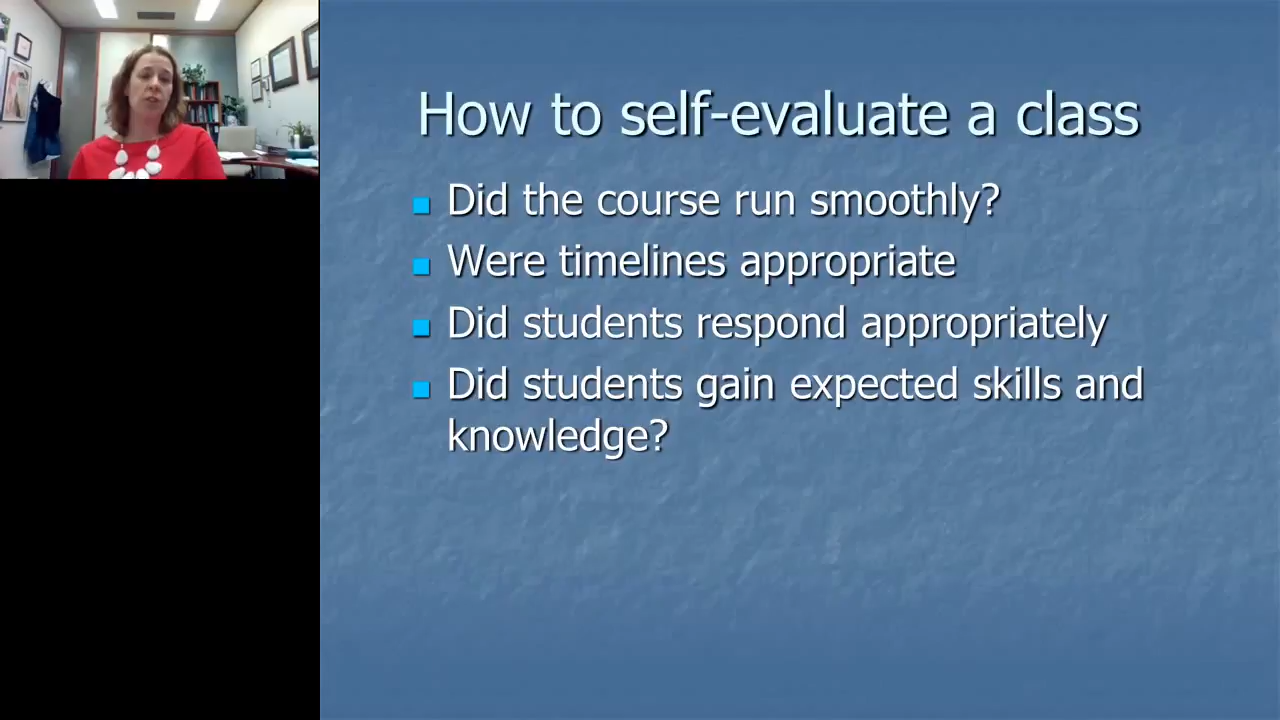 How to self-evaluate a class
Did the course run smoothly?
Were timelines appropriate
Did students respond appropriately
Did students gain expected skills and
knowledge?